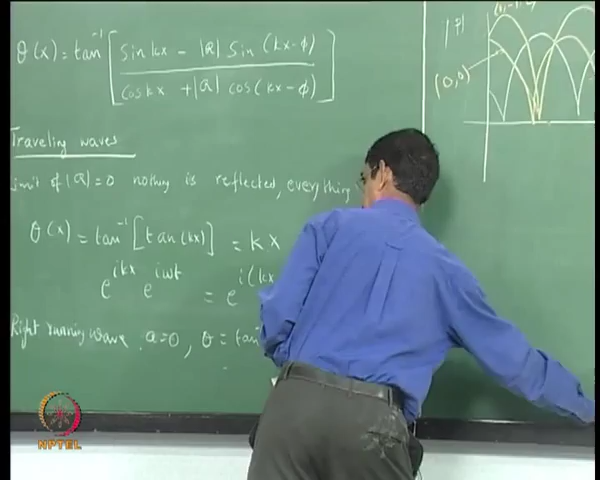 θ(x) = tan⁻¹ [ (sin kx − |R| sin (kx-φ)) / (cos kx + |R| cos (kx-φ)) ]
|P|
(0,0)
Traveling waves
limit of |R|=0 nothing is reflected, everything
θ(x) = tan⁻¹ [tan(kx)] = kx
e^{ikx} e^{iωt} = e^{i(kx
Right running wave a=0, θ = tan
NPTEL